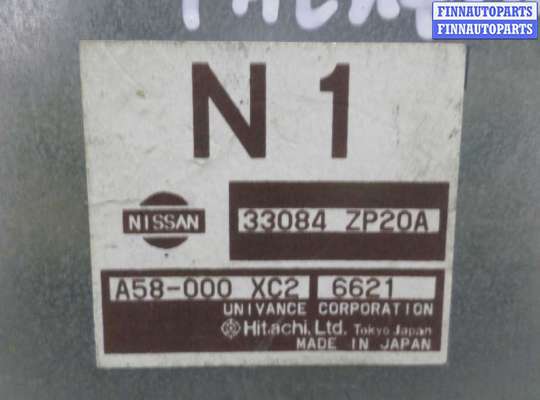 FINNAUTOPARTS
FINNAUTOPARTS
N 1
NISSAN
33084 ZP20A
A58-000 XC2 6621
UNIVANCE CORPORATION
Hitachi, Ltd. Tokyo Japan
MADE IN JAPAN